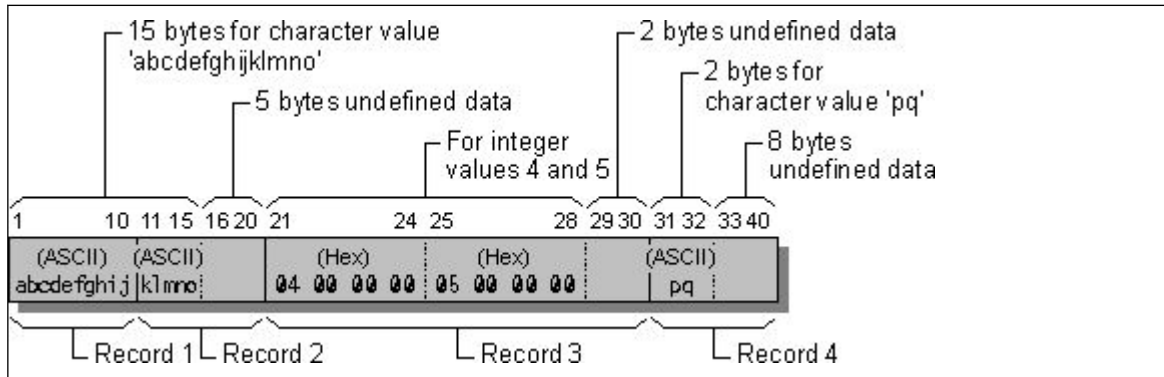 15 bytes for character value
'abcdefghijklmno'
2 bytes undefined data
2 bytes for
character value 'pq'
5 bytes undefined data
For integer
values 4 and 5
8 bytes
undefined data
1 10 11 15 16 20 21 24 25 28 29 30 31 32 33 40
(ASCII) (ASCII) (Hex) (Hex) (ASCII)
abcdefghij klmno 04 00 00 00 05 00 00 00 pq
Record 1 Record 2 Record 3 Record 4